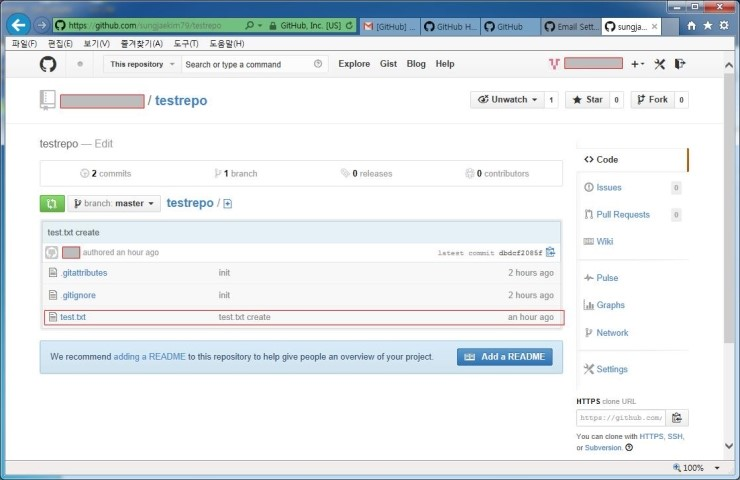 https://github.com/sungjaekim79/testrepo GitHub, Inc. [US] [GitHub] ... GitHub H... GitHub Email Sett... sungja...
파일(F) 편집(E) 보기(V) 즐겨찾기(A) 도구(T) 도움말(H)
This repository Search or type a command Explore Gist Blog Help
/ testrepo Unwatch 1 Star 0 Fork 0
testrepo — Edit
2 commits 1 branch 0 releases 0 contributors
branch: master testrepo /
test.txt create
authored an hour ago latest commit dbdcf2085f
.gitattributes init 2 hours ago
.gitignore init 2 hours ago
test.txt test.txt create an hour ago
We recommend adding a README to this repository to help give people an overview of your project. Add a README
Code
Issues 0
Pull Requests 0
Wiki
Pulse
Graphs
Network
Settings
HTTPS clone URL
https://github.com/
You can clone with HTTPS, SSH,
or Subversion.
100%